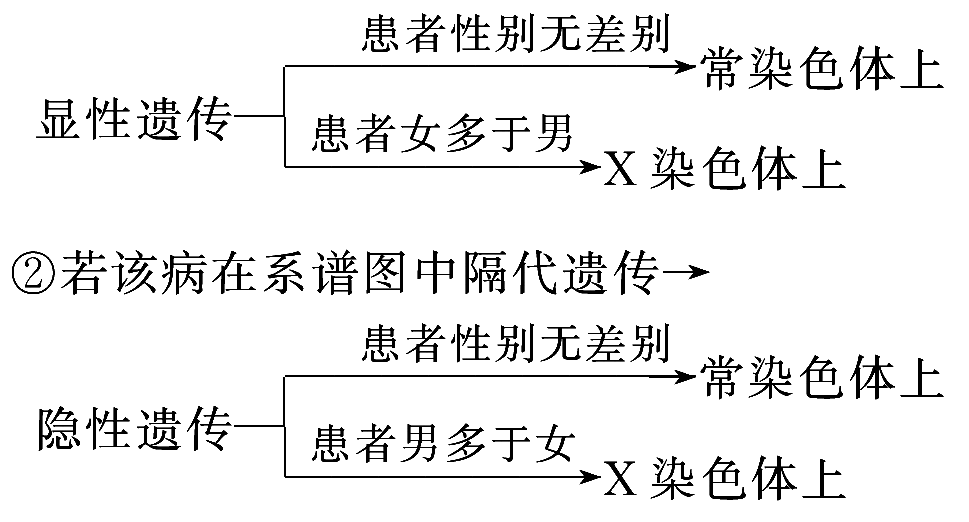 患者性别无差别
常染色体上
显性遗传
患者女多于男
X 染色体上
②若该病在系谱图中隔代遗传→
患者性别无差别
常染色体上
隐性遗传
患者男多于女
X 染色体上